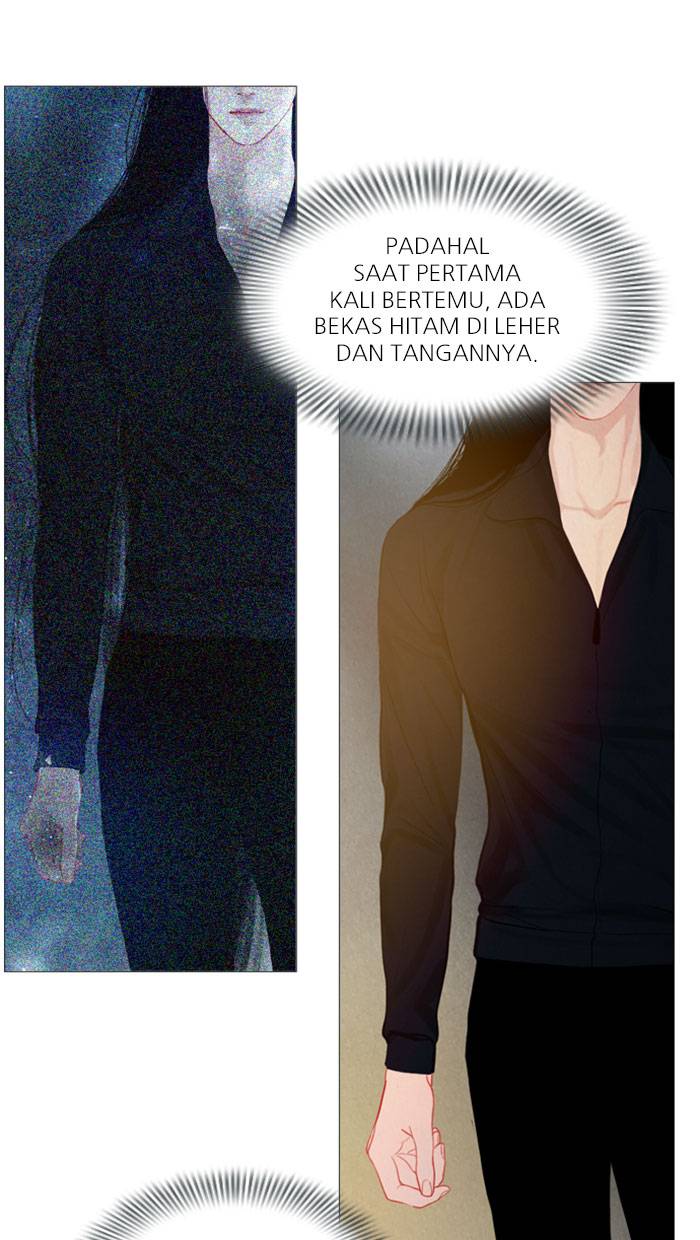 PADAHAL
SAAT PERTAMA
KALI BERTEMU, ADA
BEKAS HITAM DI LEHER
DAN TANGANNYA.